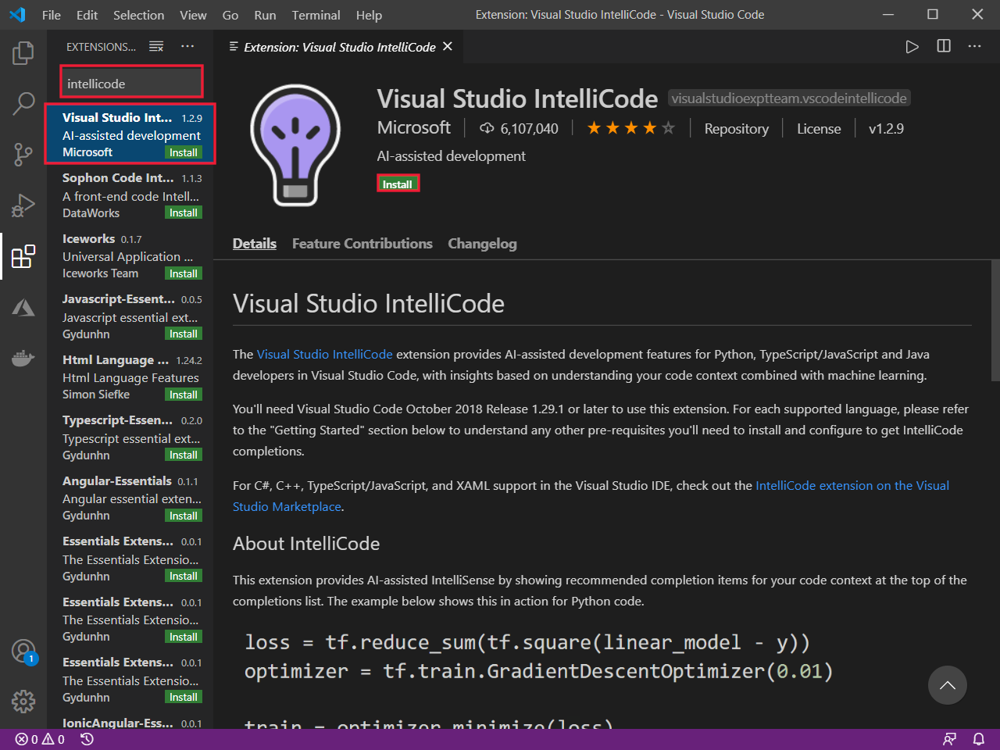 File Edit Selection View Go Run Terminal Help Extension: Visual Studio IntelliCode - Visual Studio Code
EXTENSIONS...
Extension: Visual Studio IntelliCode
intellicode
Visual Studio Int... 1.2.9
AI-assisted development
Microsoft Install
Sophon Code Int... 1.1.3
A front-end code Intell...
DataWorks Install
Iceworks 0.1.7
Universal Application ...
Iceworks Team Install
Javascript-Essent... 0.0.5
Javascript essential ext...
Gydunhn Install
Html Language ... 1.24.2
Html Language Features
Simon Siefke Install
Typescript-Essen... 0.2.0
Typescript essential ext...
Gydunhn Install
Angular-Essentials 0.1.1
Angular essential exten...
Gydunhn Install
Essentials Extens... 0.0.1
The Essentials Extensio...
Gydunhn Install
Essentials Extens... 0.0.1
The Essentials Extensio...
Gydunhn Install
Essentials Extens... 0.0.1
The Essentials Extensio...
Gydunhn Install
IonicAngular-Ess... 0.0.1
Visual Studio IntelliCode visualstudioexptteam.vscodeintellicode
Microsoft 6,107,040 Repository License v1.2.9
AI-assisted development
Install
Details Feature Contributions Changelog
Visual Studio IntelliCode
The Visual Studio IntelliCode extension provides AI-assisted development features for Python, TypeScript/JavaScript and Java
developers in Visual Studio Code, with insights based on understanding your code context combined with machine learning.
You'll need Visual Studio Code October 2018 Release 1.29.1 or later to use this extension. For each supported language, please refer
to the "Getting Started" section below to understand any other pre-requisites you'll need to install and configure to get IntelliCode
completions.
For C#, C++, TypeScript/JavaScript, and XAML support in the Visual Studio IDE, check out the IntelliCode extension on the Visual
Studio Marketplace.
About IntelliCode
This extension provides AI-assisted IntelliSense by showing recommended completion items for your code context at the top of the
completions list. The example below shows this in action for Python code.
loss = tf.reduce_sum(tf.square(linear_model - y))
optimizer = tf.train.GradientDescentOptimizer(0.01)
train = optimizer.minimize(loss)
1
0 0